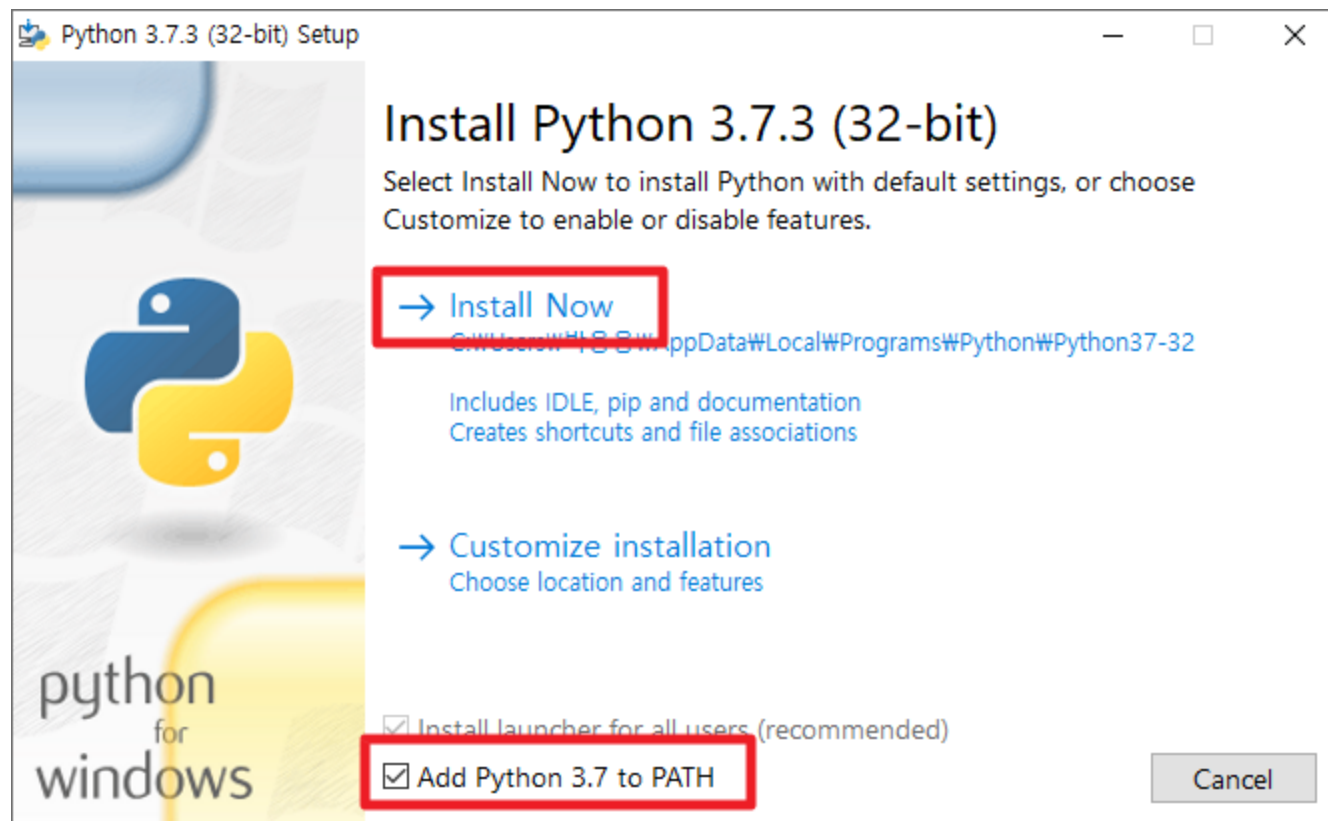 Python 3.7.3 (32-bit) Setup
Install Python 3.7.3 (32-bit)
Select Install Now to install Python with default settings, or choose
Customize to enable or disable features.
→ Install Now
C:₩Users₩ ₩AppData₩Local₩Programs₩Python₩Python37-32
Includes IDLE, pip and documentation
Creates shortcuts and file associations
→ Customize installation
Choose location and features
python
for
windows
Install launcher for all users (recommended)
Add Python 3.7 to PATH
Cancel